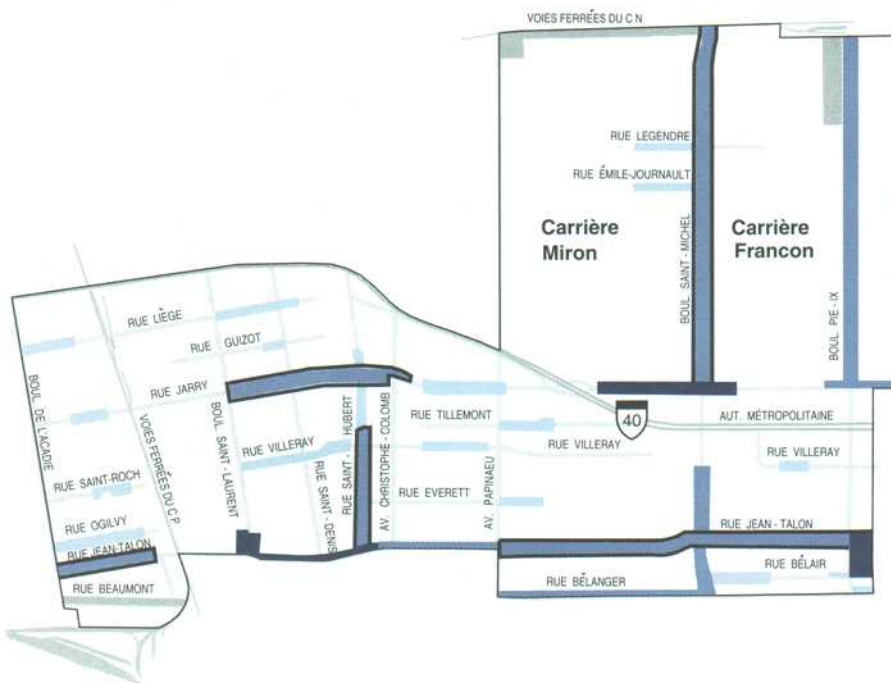 VOIES FERRÉES DU C N
RUE LEGENDRE
RUE ÉMILE-JOURNAULT
Carrière
Miron
BOUL SAINT - MICHEL
Carrière
Francon
BOUL PIE - IX
RUE LIÈGE
RUE GUIZOT
RUE JARRY
BOUL DE L'ACADIE
VOIES FERRÉES DU C P
BOUL SAINT - LAURENT
RUE VILLERAY
RUE SAINT - DENIS
RUE SAINT - HUBERT
AV. CHRISTOPHE - COLOMB
RUE TILLEMONT
RUE VILLERAY
RUE EVERETT
AV. PAPINAEU
40
AUT. MÉTROPOLITAINE
RUE VILLERAY
RUE SAINT-ROCH
RUE OGILVY
RUE JEAN-TALON
RUE BEAUMONT
RUE JEAN - TALON
RUE BÉLANGER
RUE BÉLAIR